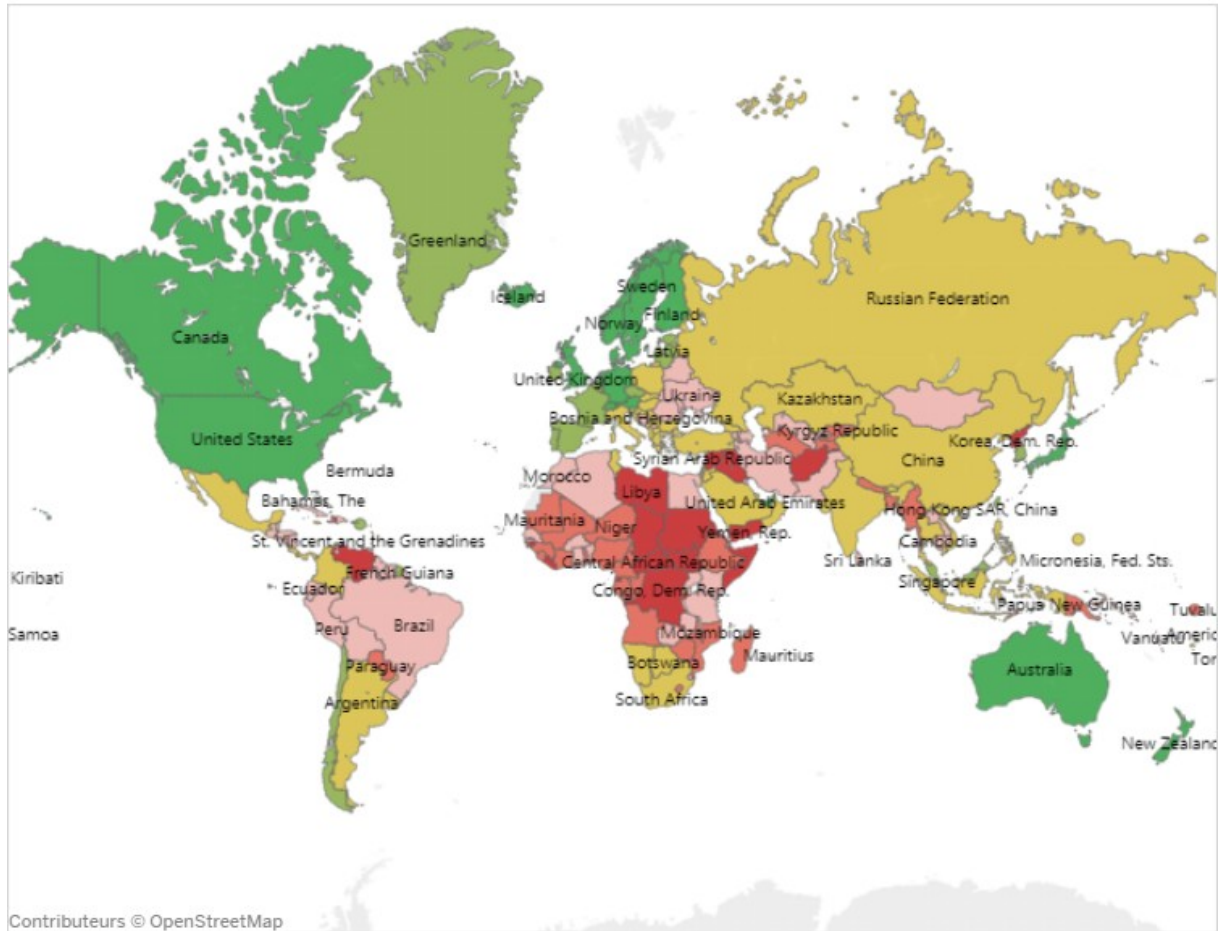 Greenland
Iceland
Sweden
Russian Federation
Finland
Norway
Canada
Latvia
United Kingdom
Ukraine
Kazakhstan
Bosnia and Herzegovina
Kyrgyz Republic
United States
Korea, Dem. Rep.
Syrian Arab Republic
China
Bermuda
Morocco
Libya
Bahamas, The
United Arab Emirates
Hong Kong SAR, China
Mauritania
Niger
Yemen, Rep.
St. Vincent and the Grenadines
Cambodia
Central African Republic
Sri Lanka
Micronesia, Fed. Sts.
French Guiana
Kiribati
Singapore
Ecuador
Congo, Dem. Rep.
Papua New Guinea
Tuvalu
Brazil
Peru
Samoa
Mozambique
Vanuatu
Americ
Mauritius
Tor
Botswana
Paraguay
Australia
South Africa
Argentina
New Zealand
Contributeurs © OpenStreetMap